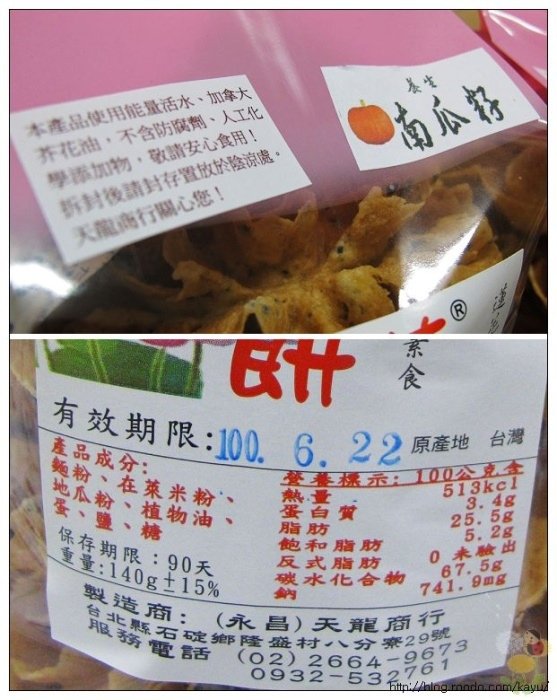 本產品使用能量活水、加拿大
芥花油，不含防腐劑、人工化
學添加物，敬請安心食用！
拆封後請封存置放於陰涼處。
天龍商行關心您！
養生
南瓜籽
®
餅
素食
有效期限：100. 6. 22
原產地 台灣
產品成分：
麵粉、在萊米粉、
地瓜粉、植物油、
蛋、鹽、糖
保存期限：90天
重量：140g±15%
營養標示：100公克含
熱量 513kcl
蛋白質 3.4g
脂肪 25.5g
飽和脂肪 5.2g
反式脂肪 0 未檢出
碳水化合物 67.5g
鈉 741.9mg
製造商：（永昌）天龍商行
台北縣石碇鄉隆盛村八分寮29號
服務電話 (02) 2664-9673
0932-532761
http://blog.roodo.com/kayu/